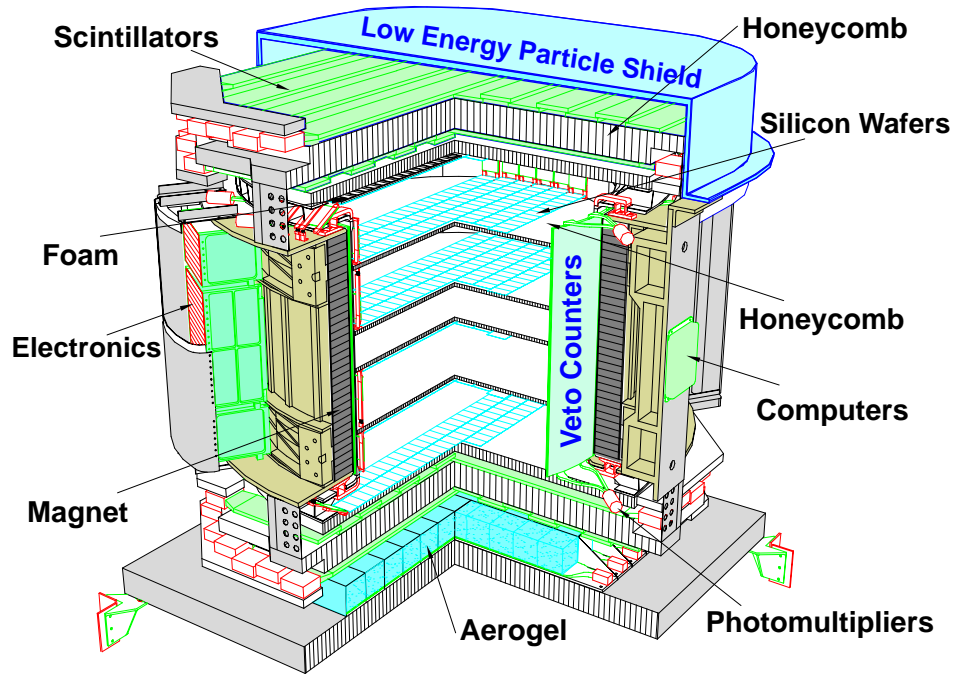 Scintillators
Low Energy Particle Shield
Honeycomb
Silicon Wafers
Foam
Electronics
Veto Counters
Honeycomb
Computers
Magnet
Aerogel
Photomultipliers